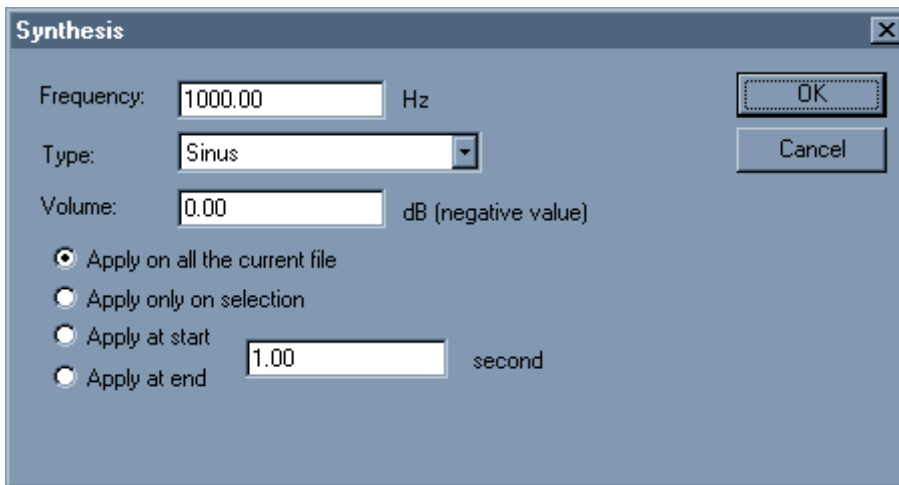 Synthesis
Frequency: 1000.00 Hz
OK
Type: Sinus
Cancel
Volume: 0.00 dB (negative value)
Apply on all the current file
Apply only on selection
Apply at start
1.00 second
Apply at end